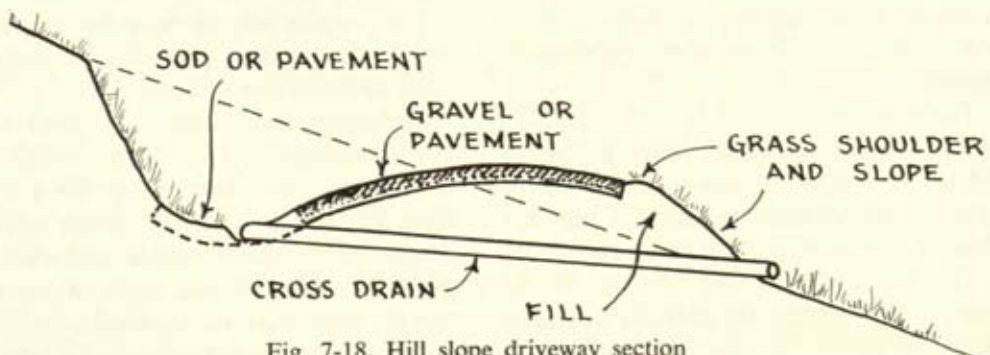 SOD OR PAVEMENT
GRAVEL OR
PAVEMENT
GRASS SHOULDER
AND SLOPE
CROSS DRAIN
FILL
Fig. 7-18. Hill slope driveway section